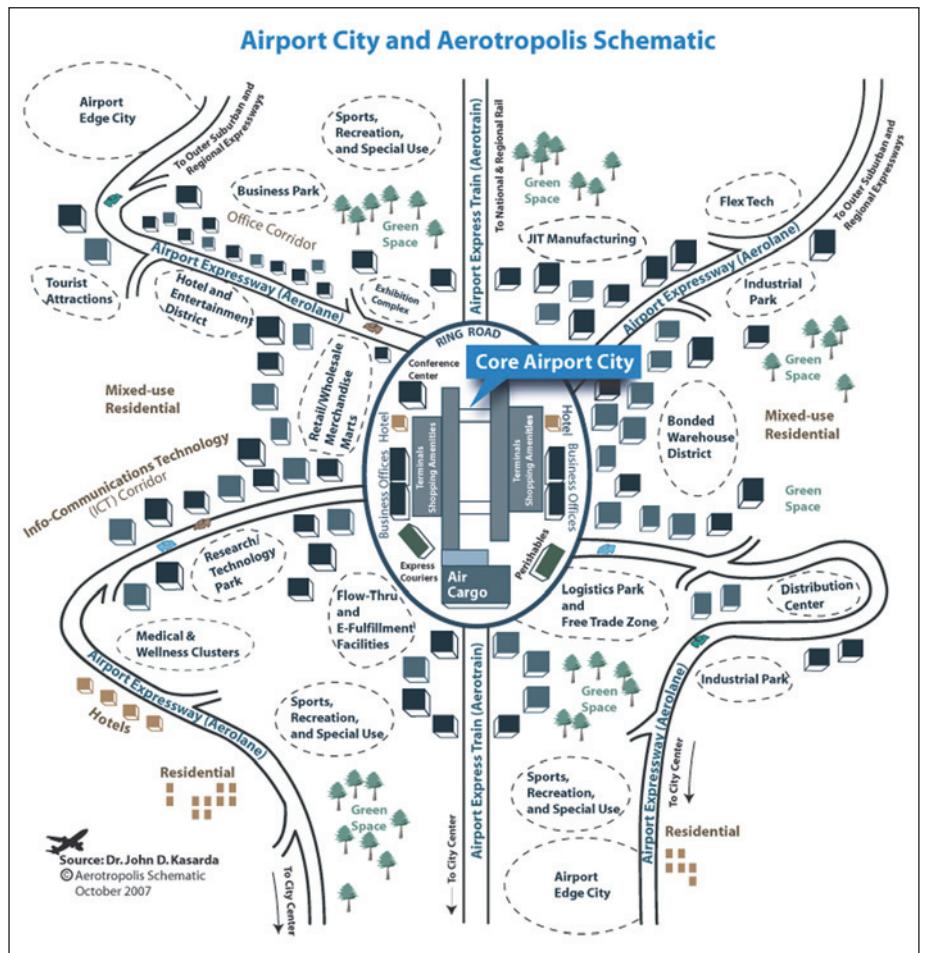 Airport City and Aerotropolis Schematic
Airport
Edge City
To Outer Suburban and
Regional Expressways
Sports,
Recreation,
and Special Use
Airport Express Train (Aerotrain)
To National & Regional Rail
Green
Space
To Outer Suburban and
Regional Expressways
Business Park
Office Corridor
Green
Space
JIT Manufacturing
Flex Tech
Airport Expressway (Aerolane)
Airport Expressway (Aerolane)
Tourist
Attractions
Hotel and
Entertainment
District
Exhibition
Complex
Industrial
Park
Green
Space
RING ROAD
Core Airport City
Conference
Center
Mixed-use
Residential
Retail/Wholesale
Merchandise
Marts
Hotel
Terminals
Shopping Amenities
Terminals
Shopping Amenities
Hotel
Business Offices
Business Offices
Bonded
Warehouse
District
Mixed-use
Residential
Info-Communications Technology
(ICT) Corridor
Green
Space
Research/
Technology
Park
Express
Couriers
Air
Cargo
Perishables
Flow-Thru
and
E-Fulfillment
Facilities
Logistics Park
and
Free Trade Zone
Distribution
Center
Medical &
Wellness Clusters
Airport Expressway (Aerolane)
Hotels
Sports,
Recreation,
and Special Use
Airport Express Train (Aerotrain)
Green
Space
Industrial Park
Airport Expressway (Aerolane)
To City Center
Residential
Green
Space
Sports,
Recreation,
and Special Use
Residential
Source: Dr. John D. Kasarda
© Aerotropolis Schematic
October 2007
To City Center
To City Center
Airport
Edge City